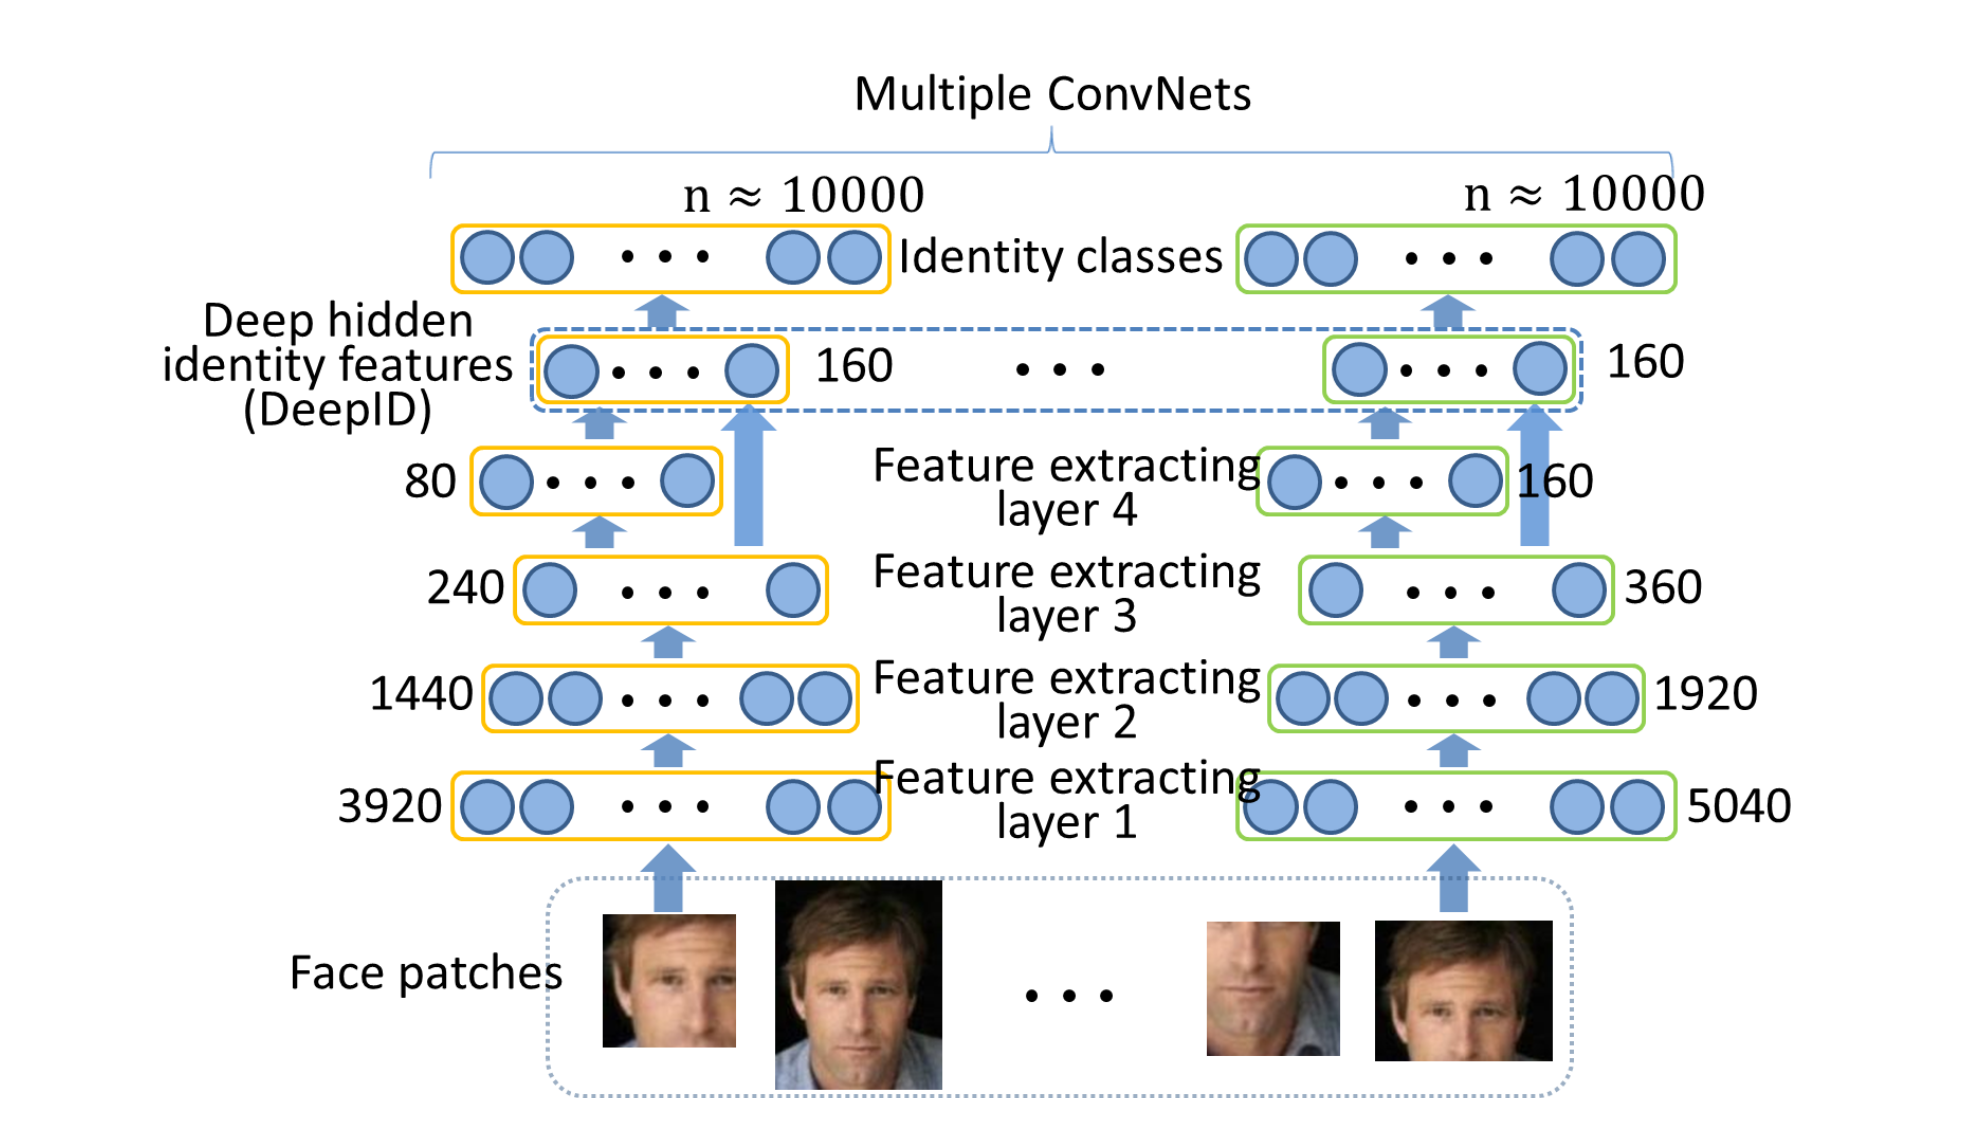 Multiple ConvNets
n ≈ 10000
n ≈ 10000
Identity classes
Deep hidden
identity features
(DeepID)
160
160
80
Feature extracting
layer 4
160
240
Feature extracting
layer 3
360
1440
Feature extracting
layer 2
1920
3920
Feature extracting
layer 1
5040
Face patches